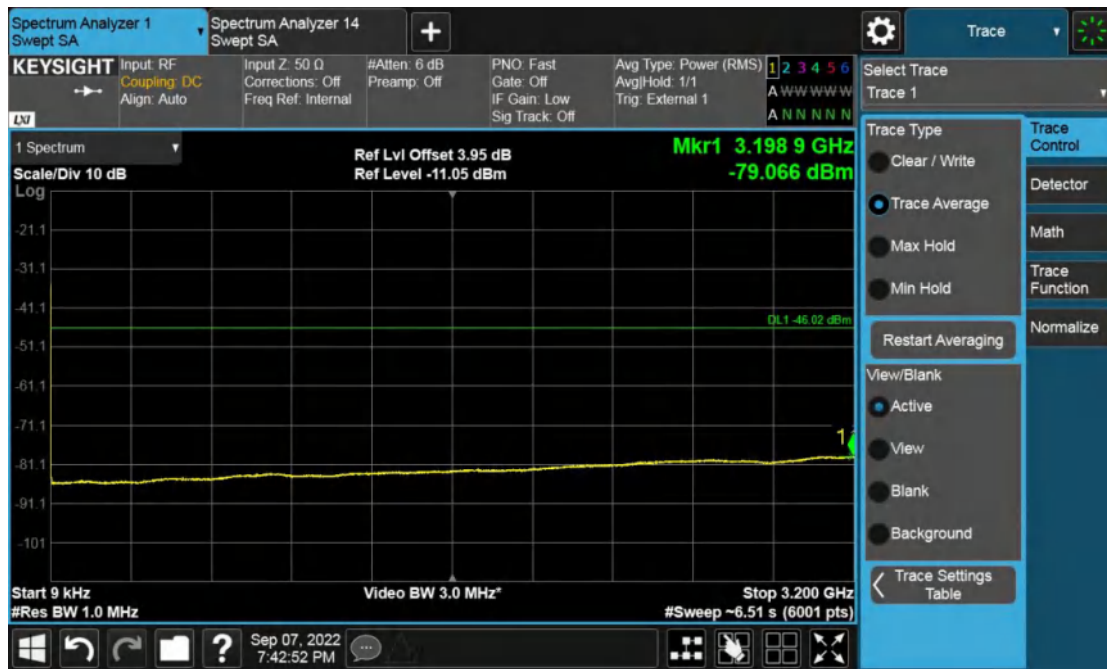 Spectrum Analyzer 1
Swept SA
Spectrum Analyzer 14
Swept SA
Trace
KEYSIGHT
LXI
Input: RF
Coupling: DC
Align: Auto
Input Z: 50 Ω
Corrections: Off
Freq Ref: Internal
#Atten: 6 dB
Preamp: Off
PNO: Fast
Gate: Off
IF Gain: Low
Sig Track: Off
Avg Type: Power (RMS)
Avg|Hold: 1/1
Trig: External 1
1 2 3 4 5 6
A W W W W W
A N N N N N
Select Trace
Trace 1
1 Spectrum
Scale/Div 10 dB
Log
Ref Lvl Offset 3.95 dB
Ref Level -11.05 dBm
Mkr1 3.198 9 GHz
-79.066 dBm
-21.1
-31.1
-41.1
DL1 -46.02 dBm
-51.1
-61.1
-71.1
1
-81.1
-91.1
-101
Start 9 kHz
#Res BW 1.0 MHz
Video BW 3.0 MHz*
Stop 3.200 GHz
#Sweep ~6.51 s (6001 pts)
Trace Type
Clear / Write
Trace Average
Max Hold
Min Hold
Restart Averaging
View/Blank
Active
View
Blank
Background
Trace Settings
Table
Trace
Control
Detector
Math
Trace
Function
Normalize
?
Sep 07, 2022
7:42:52 PM